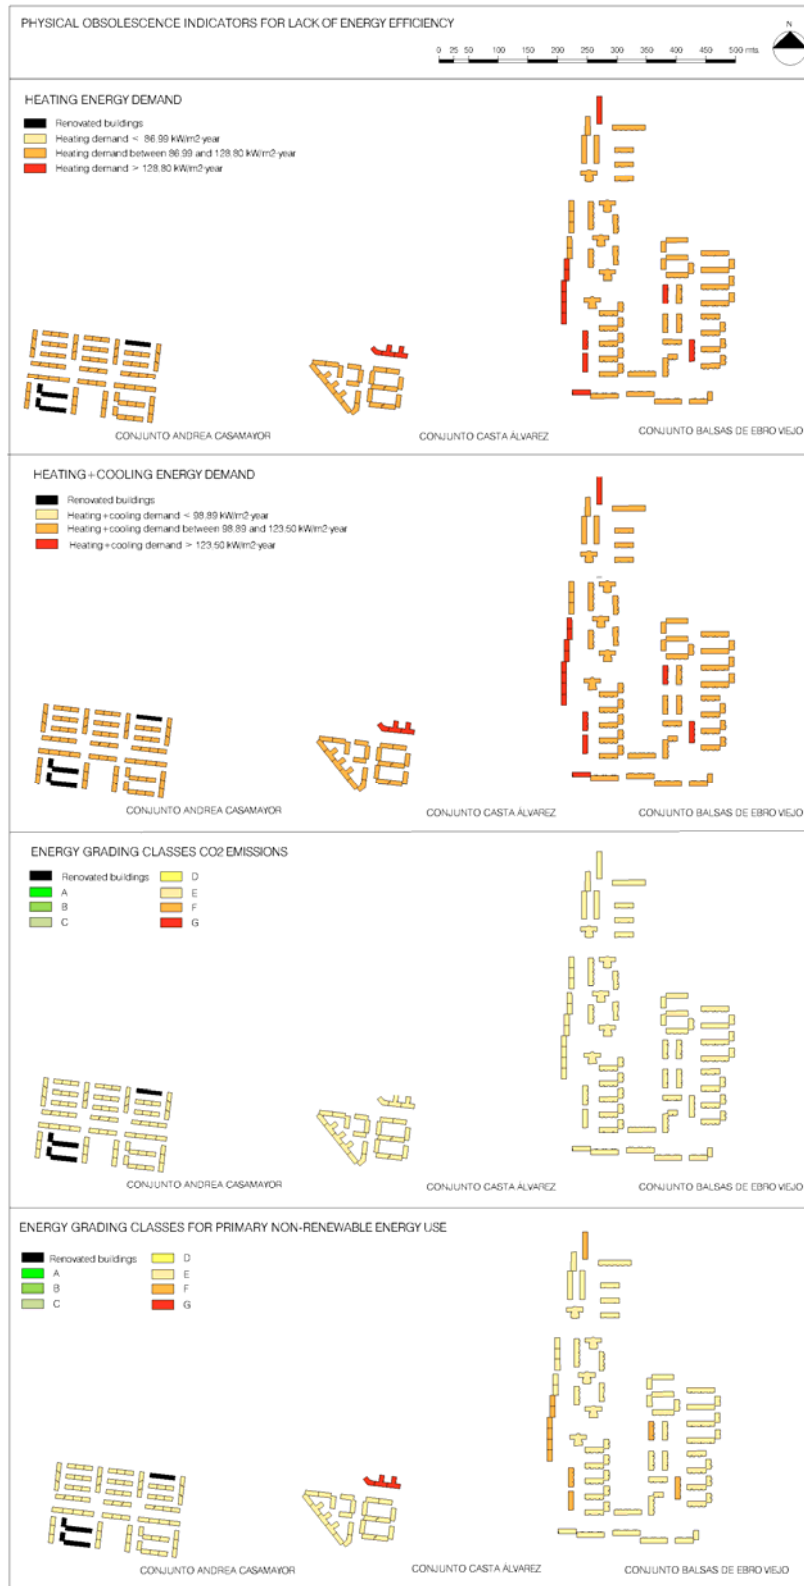 PHYSICAL OBSOLESCENCE INDICATORS FOR LACK OF ENERGY EFFICIENCY
N
0 25 50 100 150 200 250 300 350 400 450 500 mts.
HEATING ENERGY DEMAND
Renovated buildings
Heating demand < 86.99 kW/m2·year
Heating demand between 86.99 and 128.80 kW/m2·year
Heating demand > 128.80 kW/m2·year
CONJUNTO ANDREA CASAMAYOR
CONJUNTO CASTA ÁLVAREZ
CONJUNTO BALSAS DE EBRO VIEJO
HEATING+COOLING ENERGY DEMAND
Renovated buildings
Heating+cooling demand < 98.89 kW/m2·year
Heating+cooling demand between 98.89 and 123.50 kW/m2·year
Heating+cooling demand > 123.50 kW/m2·year
CONJUNTO ANDREA CASAMAYOR
CONJUNTO CASTA ÁLVAREZ
CONJUNTO BALSAS DE EBRO VIEJO
ENERGY GRADING CLASSES CO2 EMISSIONS
Renovated buildings D
A E
B F
C G
CONJUNTO ANDREA CASAMAYOR
CONJUNTO CASTA ÁLVAREZ
CONJUNTO BALSAS DE EBRO VIEJO
ENERGY GRADING CLASSES FOR PRIMARY NON-RENEWABLE ENERGY USE
Renovated buildings D
A E
B F
C G
CONJUNTO ANDREA CASAMAYOR
CONJUNTO CASTA ÁLVAREZ
CONJUNTO BALSAS DE EBRO VIEJO